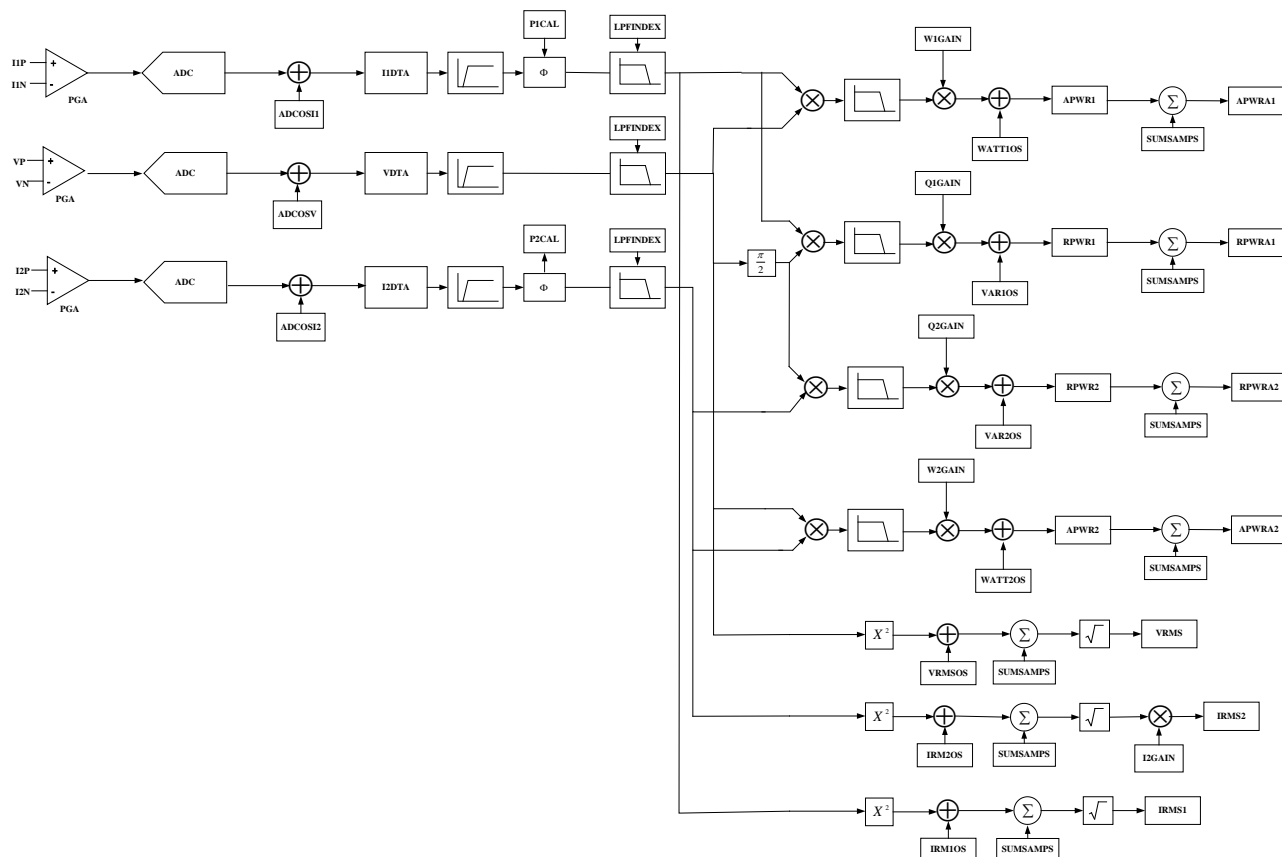 P1CAL
LPFINDEX
I1P
+
I1N
-
PGA
ADC
ADCOSI1
I1DTA
Φ
W1GAIN
WATT1OS
APWR1
∑
SUMSAMPS
APWRA1
LPFINDEX
VP
+
VN
-
PGA
ADC
ADCOSV
VDTA
Q1GAIN
π
2
VAR1OS
RPWR1
∑
SUMSAMPS
RPWRA1
P2CAL
LPFINDEX
I2P
+
I2N
-
PGA
ADC
ADCOSI2
I2DTA
Φ
Q2GAIN
VAR2OS
RPWR2
∑
SUMSAMPS
RPWRA2
W2GAIN
WATT2OS
APWR2
∑
SUMSAMPS
APWRA2
X²
VRMSOS
∑
SUMSAMPS
√
VRMS
X²
IRM2OS
∑
SUMSAMPS
√
I2GAIN
IRMS2
X²
IRM1OS
∑
SUMSAMPS
√
IRMS1